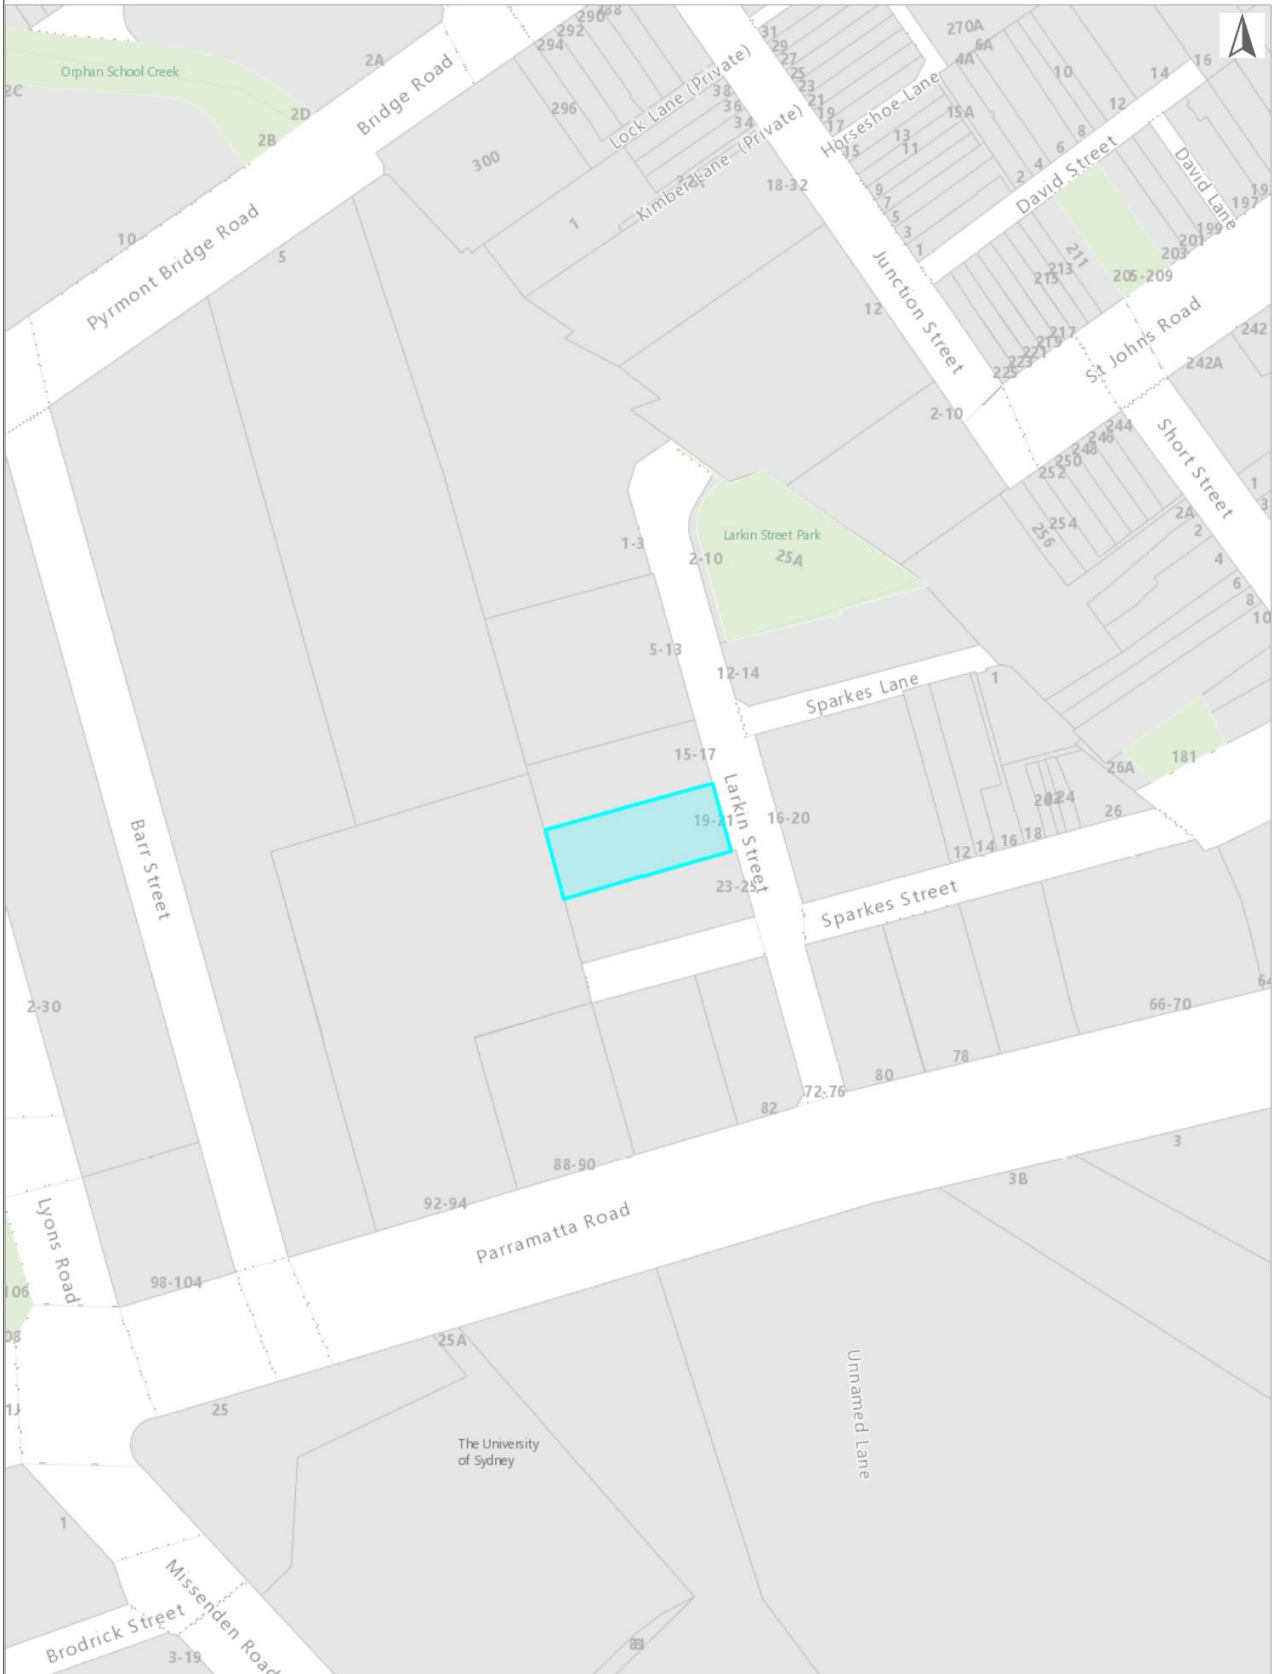 288
290
292
294
2A
Bridge Road
296
Orphan School Creek
2C
2D
2B
300
Lock Lane (Private)
38
36
34
Kimber Lane (Private)
31
29
27
25
23
21
19
17
15
Horseshoe Lane
13
11
9
7
5
3
1
270A
6A
4A
10
15A
12
14
16
8
6
4
2
David Street
David Lane
19
197
199
201
203
205-209
211
213
215
217
219
221
223
225
St Johns Road
242
242A
18-32
1
10
Pyrmont Bridge Road
5
12
Junction Street
2-10
244
246
248
250
252
254
256
Short Street
1
3
2A
2
4
6
8
10
Larkin Street Park
25A
2-10
1-3
5-13
12-14
Sparkes Lane
1
15-17
19-21
Larkin Street
16-20
23-25
Barr Street
26A
181
24
26
12
14
16
18
Sparkes Street
2-30
66-70
64
78
80
72-76
82
88-90
92-94
Parramatta Road
3
3B
Lyons Road
98-104
106
25A
25
The University
of Sydney
Unnamed Lane
1
Missenden Road
Brodrick Street
3-19